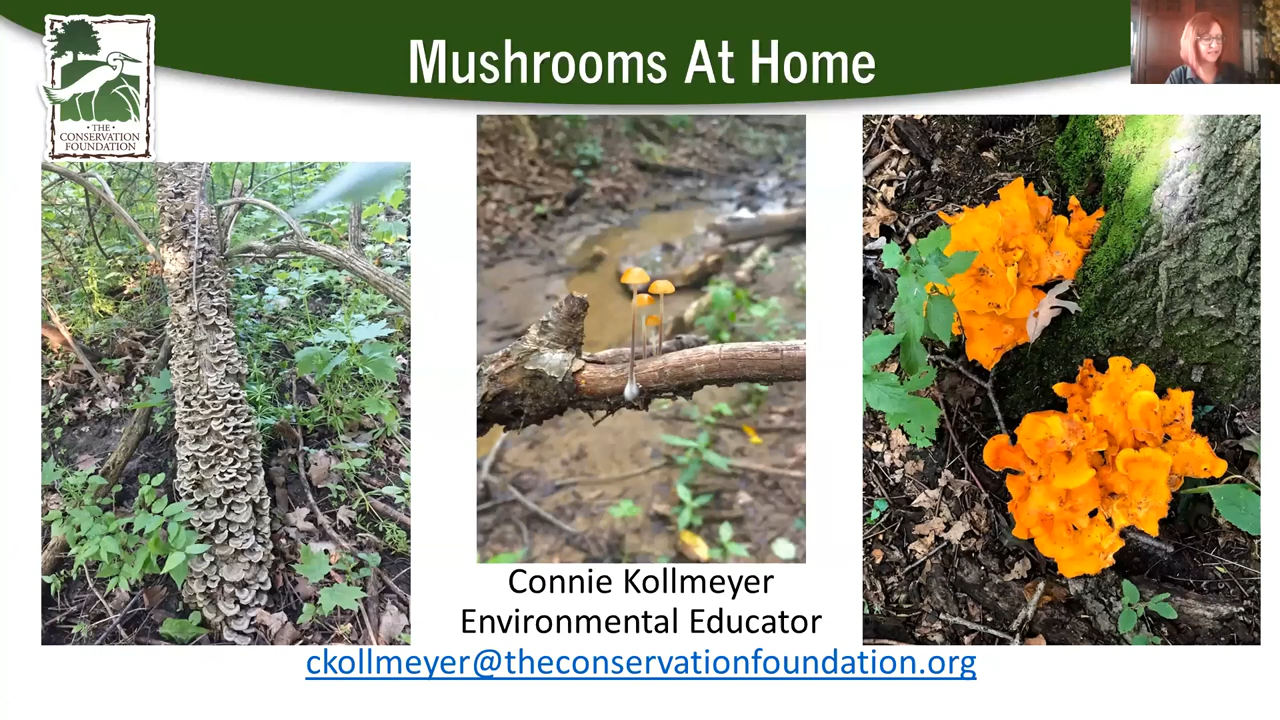 Mushrooms At Home
• THE •
CONSERVATION
FOUNDATION
Connie Kollmeyer
Environmental Educator
ckollmeyer@theconservationfoundation.org